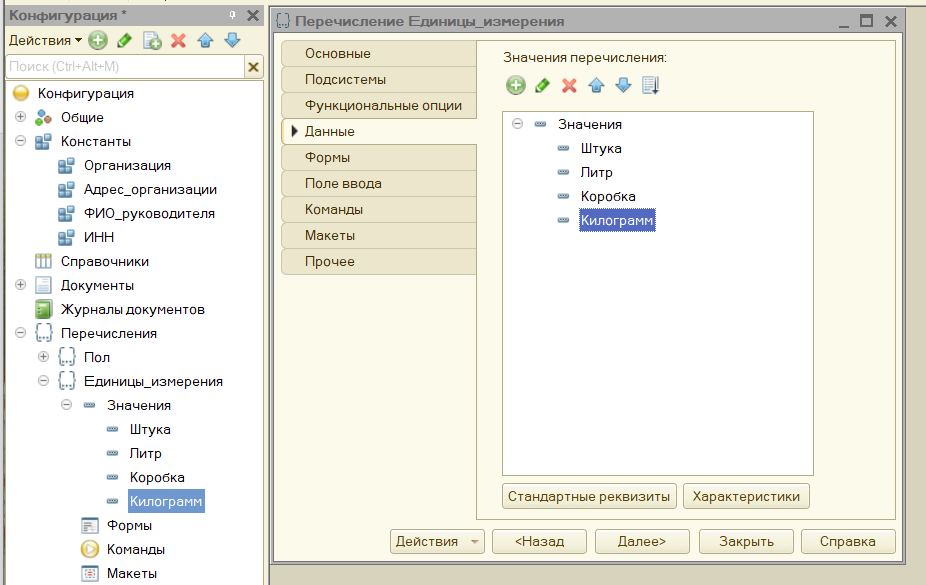 Конфигурация *
Действия
Поиск (Ctrl+Alt+M)
Конфигурация
Общие
Константы
Организация
Адрес_организации
ФИО_руководителя
ИНН
Справочники
Документы
Журналы документов
Перечисления
Пол
Единицы_измерения
Значения
Штука
Литр
Коробка
Килограмм
Формы
Команды
Макеты
Перечисление Единицы_измерения
Основные
Подсистемы
Функциональные опции
Данные
Формы
Поле ввода
Команды
Макеты
Прочее
Значения перечисления:
Значения
Штука
Литр
Коробка
Килограмм
Стандартные реквизиты
Характеристики
Действия
<Назад
Далее>
Закрыть
Справка